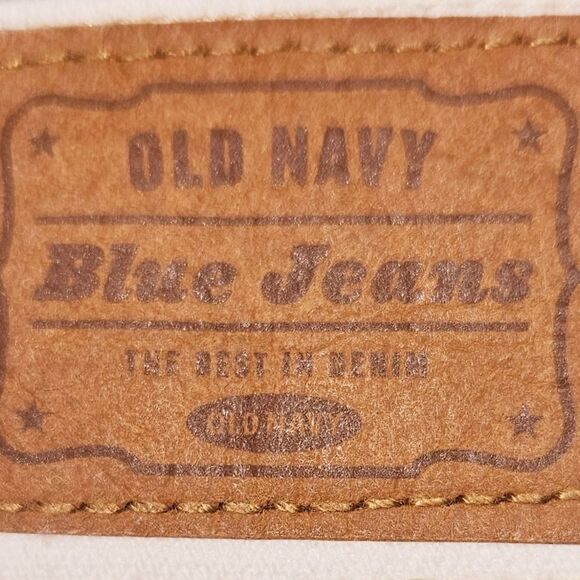 OLD NAVY
Blue Jeans
THE BEST IN DENIM
OLD NAVY